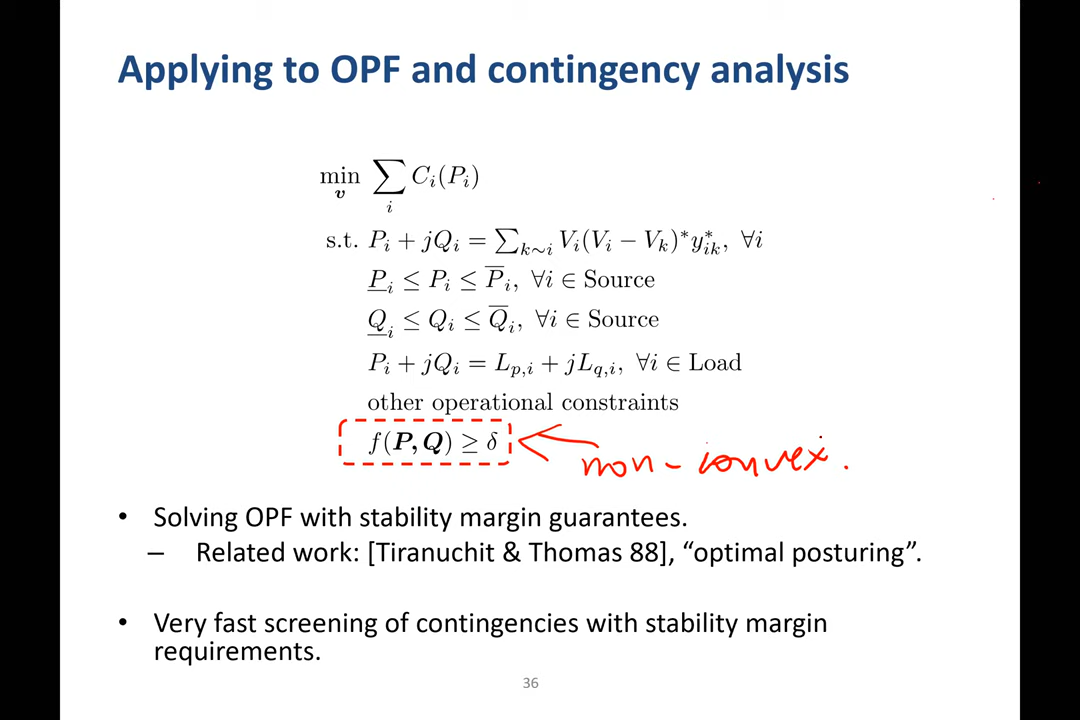 Applying to OPF and contingency analysis
min_v ∑_i C_i(P_i)
s.t. P_i + jQ_i = ∑_{k∼i} V_i(V_i − V_k)* y*_{ik}, ∀i
P̲_i ≤ P_i ≤ P̅_i, ∀i ∈ Source
Q̲_i ≤ Q_i ≤ Q̅_i, ∀i ∈ Source
P_i + jQ_i = L_{p,i} + jL_{q,i}, ∀i ∈ Load
other operational constraints
f(P, Q) ≥ δ
non-convex.
• Solving OPF with stability margin guarantees.
– Related work: [Tiranuchit & Thomas 88], “optimal posturing”.
• Very fast screening of contingencies with stability margin
requirements.
36